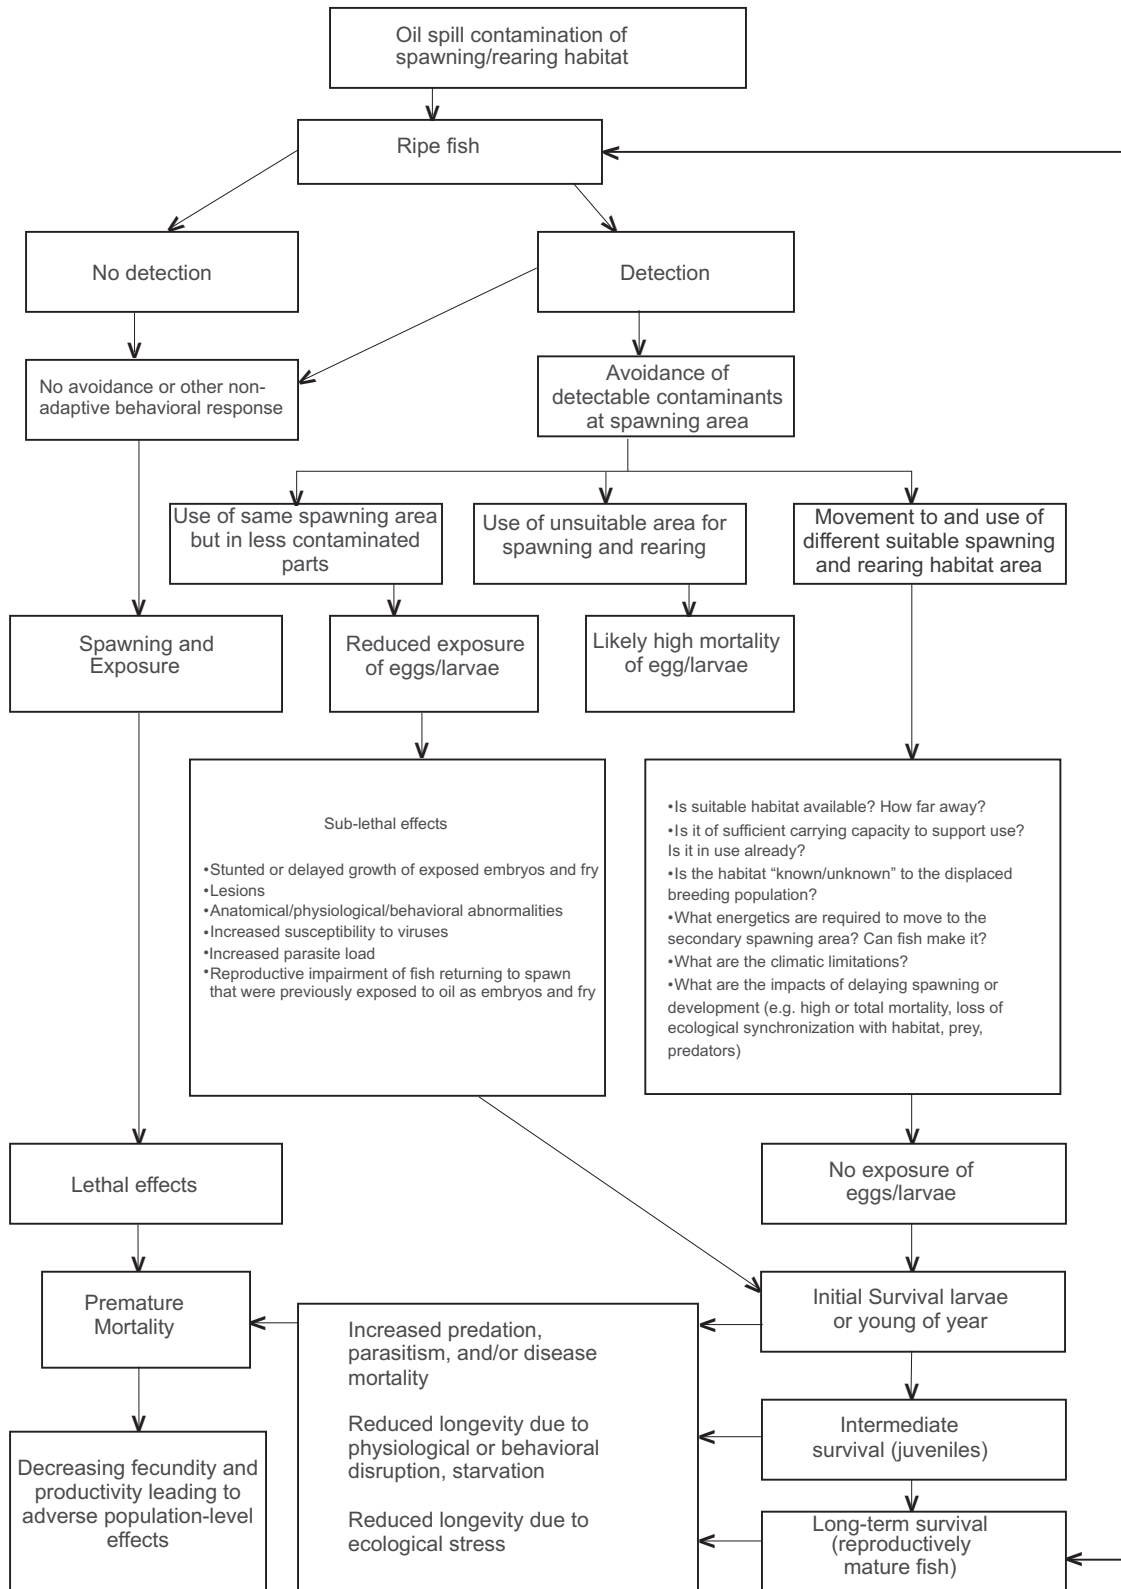 Oil spill contamination of
spawning/rearing habitat
Ripe fish
No detection
Detection
No avoidance or other non-
adaptive behavioral response
Avoidance of
detectable contaminants
at spawning area
Use of same spawning area
but in less contaminated
parts
Use of unsuitable area for
spawning and rearing
Movement to and use of
different suitable spawning
and rearing habitat area
Spawning and
Exposure
Reduced exposure
of eggs/larvae
Likely high mortality
of egg/larvae
Sub-lethal effects
•Stunted or delayed growth of exposed embryos and fry
•Lesions
•Anatomical/physiological/behavioral abnormalities
•Increased susceptibility to viruses
•Increased parasite load
•Reproductive impairment of fish returning to spawn
that were previously exposed to oil as embryos and fry
•Is suitable habitat available? How far away?
•Is it of sufficient carrying capacity to support use?
Is it in use already?
•Is the habitat “known/unknown” to the displaced
breeding population?
•What energetics are required to move to the
secondary spawning area? Can fish make it?
•What are the climatic limitations?
•What are the impacts of delaying spawning or
development (e.g. high or total mortality, loss of
ecological synchronization with habitat, prey,
predators)
Lethal effects
No exposure of
eggs/larvae
Premature
Mortality
Increased predation,
parasitism, and/or disease
mortality
Reduced longevity due to
physiological or behavioral
disruption, starvation
Reduced longevity due to
ecological stress
Initial Survival larvae
or young of year
Intermediate
survival (juveniles)
Decreasing fecundity and
productivity leading to
adverse population-level
effects
Long-term survival
(reproductively
mature fish)